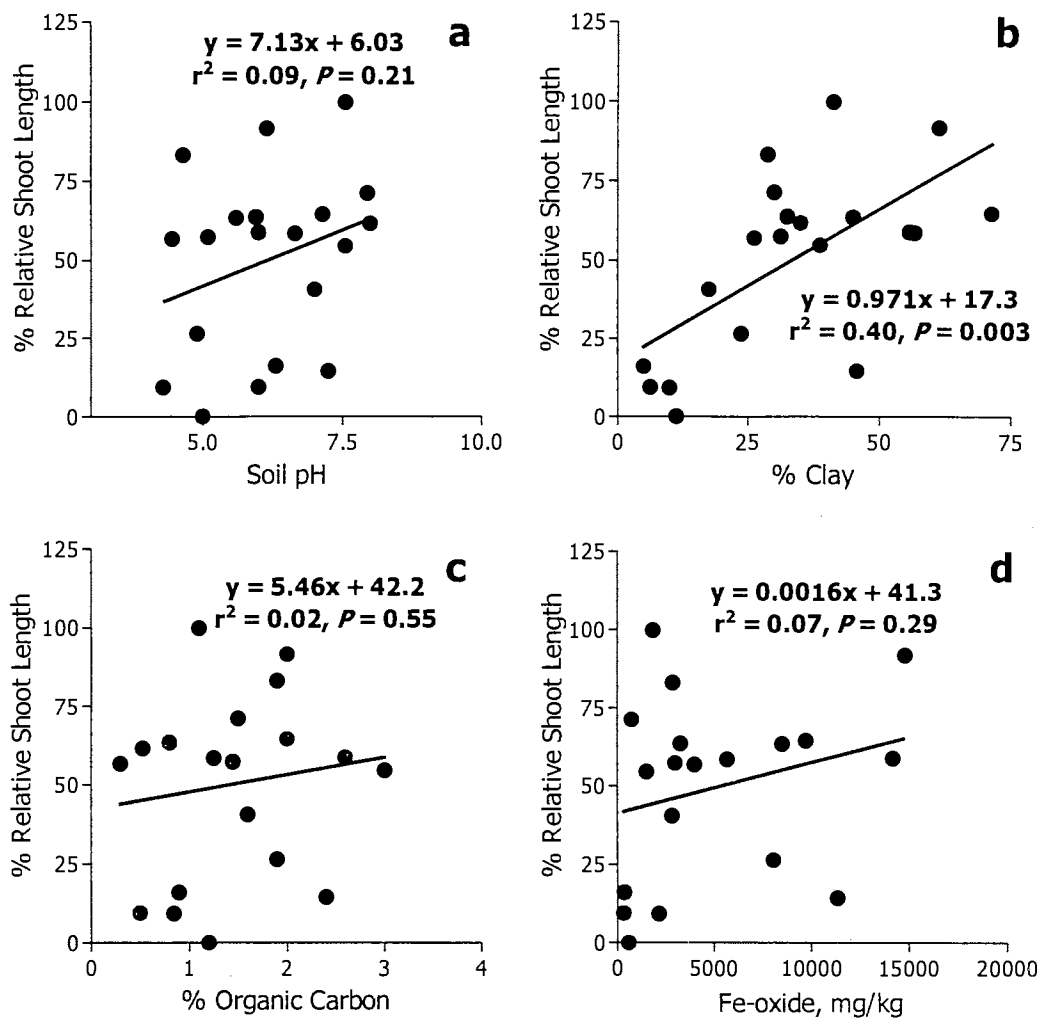 a
y = 7.13x + 6.03
r² = 0.09, P = 0.21
% Relative Shoot Length
125
100
75
50
25
0
5.0 7.5 10.0
Soil pH
b
y = 0.971x + 17.3
r² = 0.40, P = 0.003
% Relative Shoot Length
125
100
75
50
25
0
0 25 50 75
% Clay
c
y = 5.46x + 42.2
r² = 0.02, P = 0.55
% Relative Shoot Length
125
100
75
50
25
0
0 1 2 3 4
% Organic Carbon
d
y = 0.0016x + 41.3
r² = 0.07, P = 0.29
% Relative Shoot Length
125
100
75
50
25
0
0 5000 10000 15000 20000
Fe-oxide, mg/kg